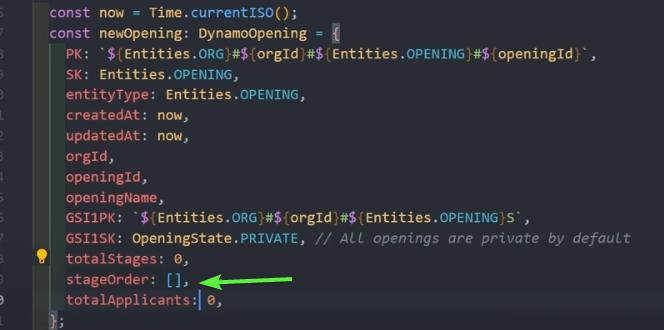 const now = Time.currentISO();
const newOpening: DynamoOpening = {
PK: `${Entities.ORG}#${orgId}#${Entities.OPENING}#${openingId}`,
SK: Entities.OPENING,
entityType: Entities.OPENING,
createdAt: now,
updatedAt: now,
orgId,
openingId,
openingName,
GSI1PK: `${Entities.ORG}#${orgId}#${Entities.OPENING}S`,
GSI1SK: OpeningState.PRIVATE, // All openings are private by default
totalStages: 0,
stageOrder: [],
totalApplicants: 0,
};